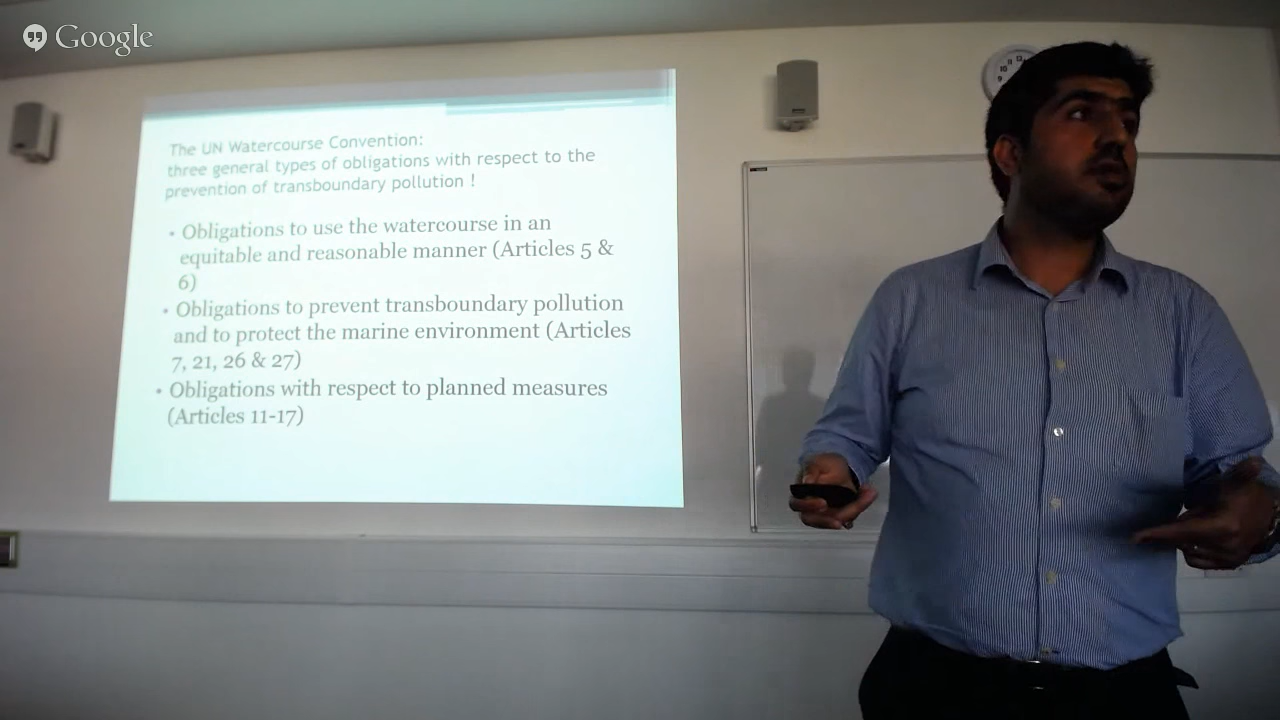 Google
The UN Watercourse Convention:
three general types of obligations with respect to the
prevention of transboundary pollution !
• Obligations to use the watercourse in an
equitable and reasonable manner (Articles 5 &
6)
• Obligations to prevent transboundary pollution
and to protect the marine environment (Articles
7, 21, 26 & 27)
• Obligations with respect to planned measures
(Articles 11-17)